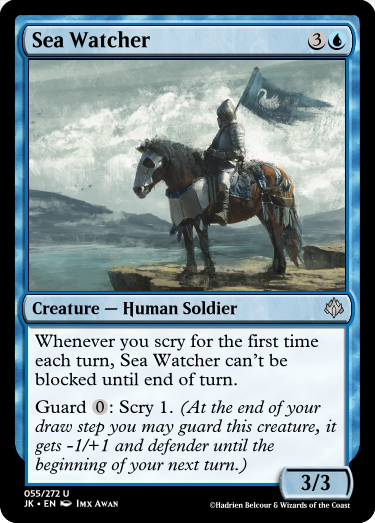 Sea Watcher 3
Creature — Human Soldier
Whenever you scry for the first time
each turn, Sea Watcher can't be
blocked until end of turn.
Guard 0: Scry 1. (At the end of your
draw step you may guard this creature, it
gets -1/+1 and defender until the
beginning of your next turn.)
3/3
055/272 U
JK • EN Imx Awan
©Hadrien Belcour & Wizards of the Coast